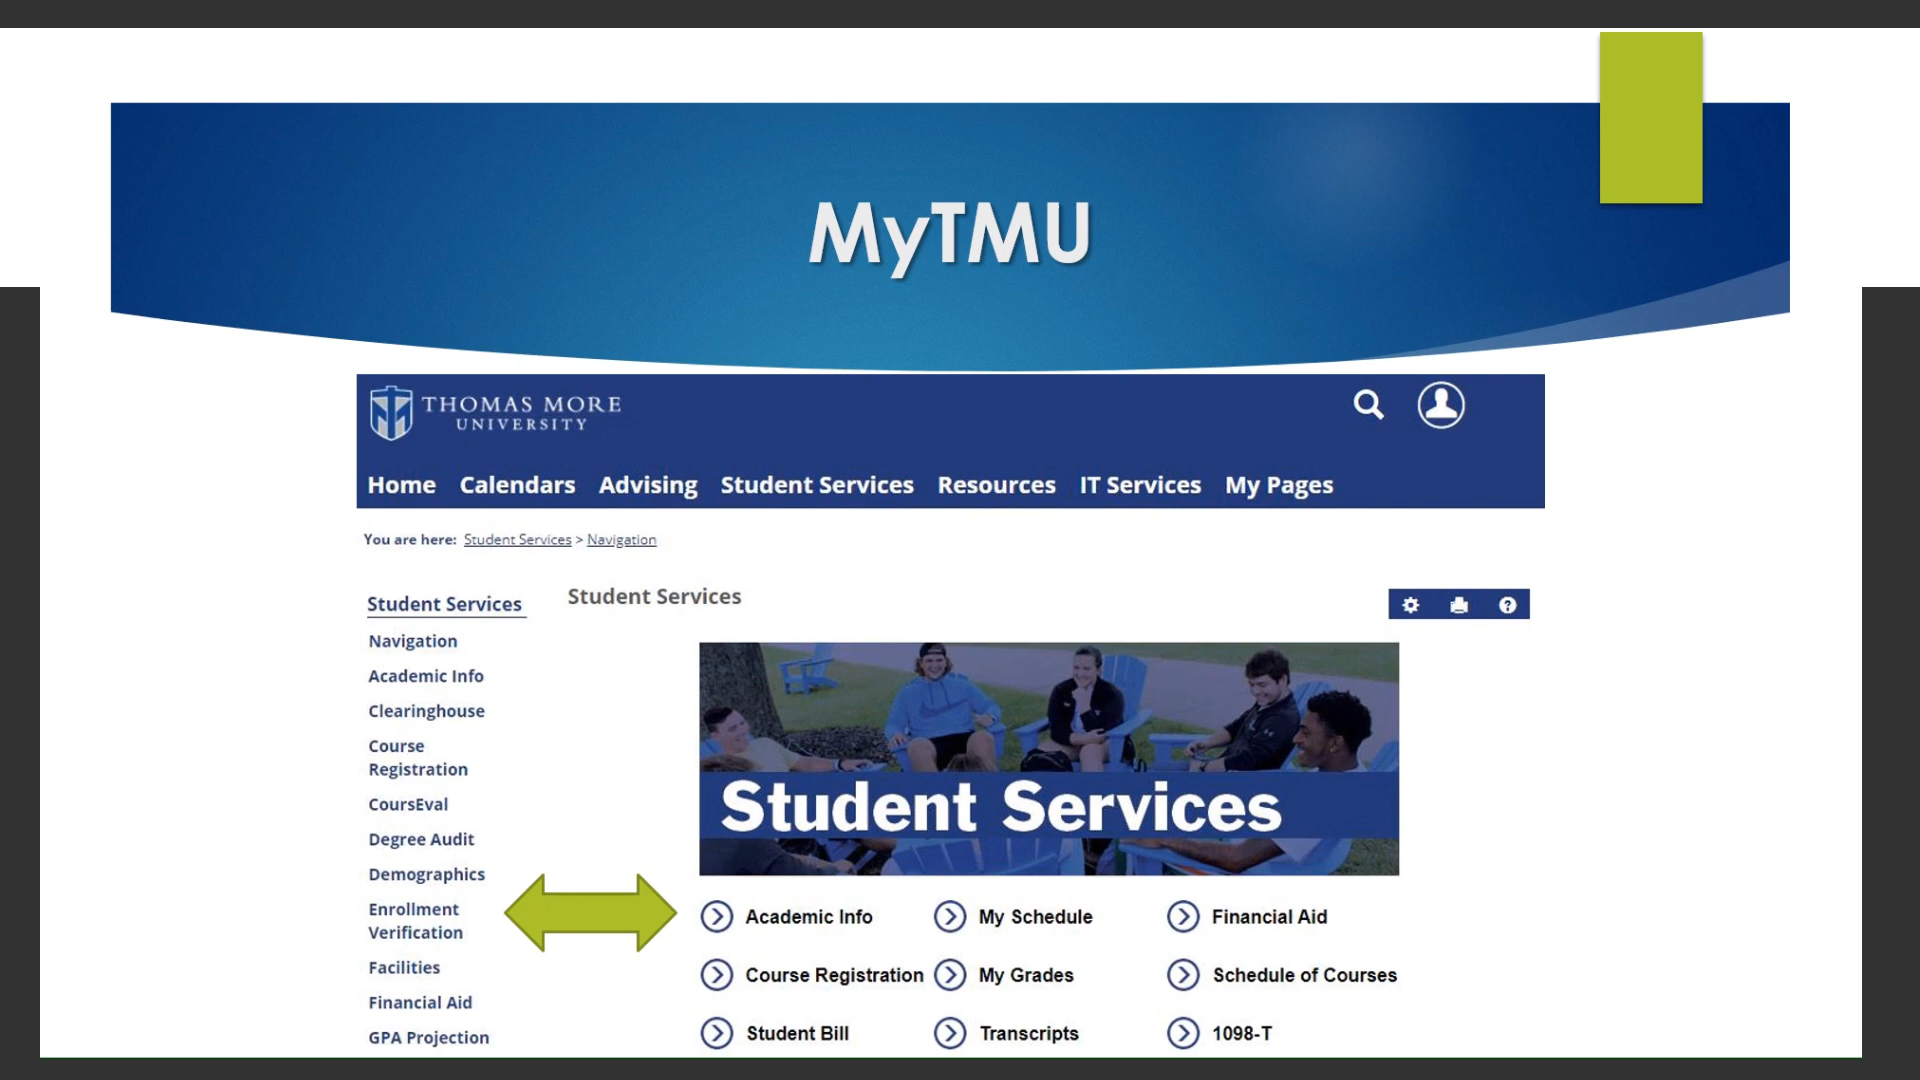 MyTMU
THOMAS MORE
UNIVERSITY
Home Calendars Advising Student Services Resources IT Services My Pages
You are here: Student Services > Navigation
Student Services
Navigation
Academic Info
Clearinghouse
Course
Registration
CoursEval
Degree Audit
Demographics
Enrollment
Verification
Facilities
Financial Aid
GPA Projection
Student Services
Student Services
Academic Info My Schedule Financial Aid
Course Registration My Grades Schedule of Courses
Student Bill Transcripts 1098-T